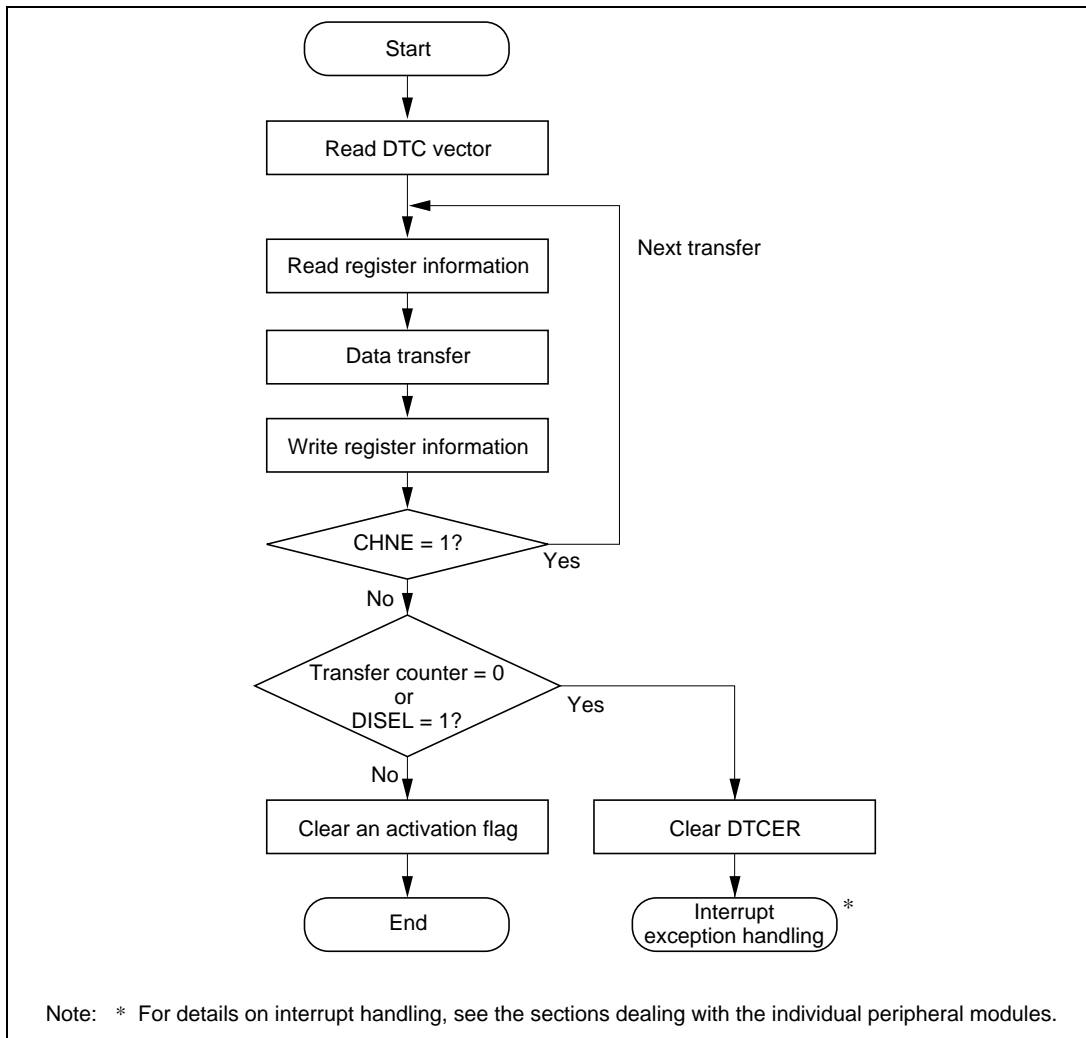 Start
Read DTC vector
Next transfer
Read register information
Data transfer
Write register information
CHNE = 1?
Yes
No
Transfer counter = 0
or
DISEL = 1?
Yes
No
Clear an activation flag
Clear DTCER
End
Interrupt
exception handling
*
Note: * For details on interrupt handling, see the sections dealing with the individual peripheral modules.